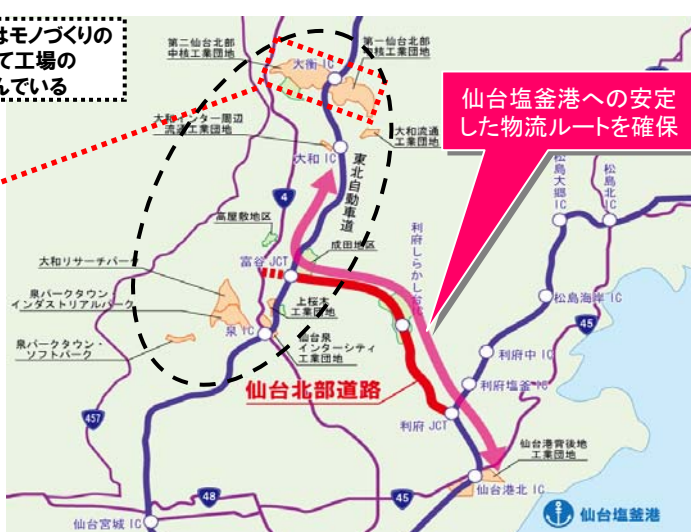 はモノづくりの
て工場の
んでいる
第二仙台北部
中核工業団地
第一仙台北部
中核工業団地
大衡 IC
仙台塩釜港への安定
した物流ルートを確保
大和インター周辺
流通工業団地
大和流通
工業団地
大和 IC
東北自動車道
松島大郷 IC
松島北 IC
4
高屋敷地区
成田地区
利府しらかし台 IC
大和リサーチパーク
富谷 JCT
泉パークタウン
インダストリアルパーク
上桜木
工業団地
松島海岸 IC
45
泉 IC
泉パークタウン・
ソフトパーク
仙台泉
インターシティ
工業団地
利府中 IC
利府塩釜 IC
仙台北部道路
457
利府 JCT
仙台港背後地
工業団地
48
45
仙台港北 IC
仙台宮城 IC
仙台塩釜港